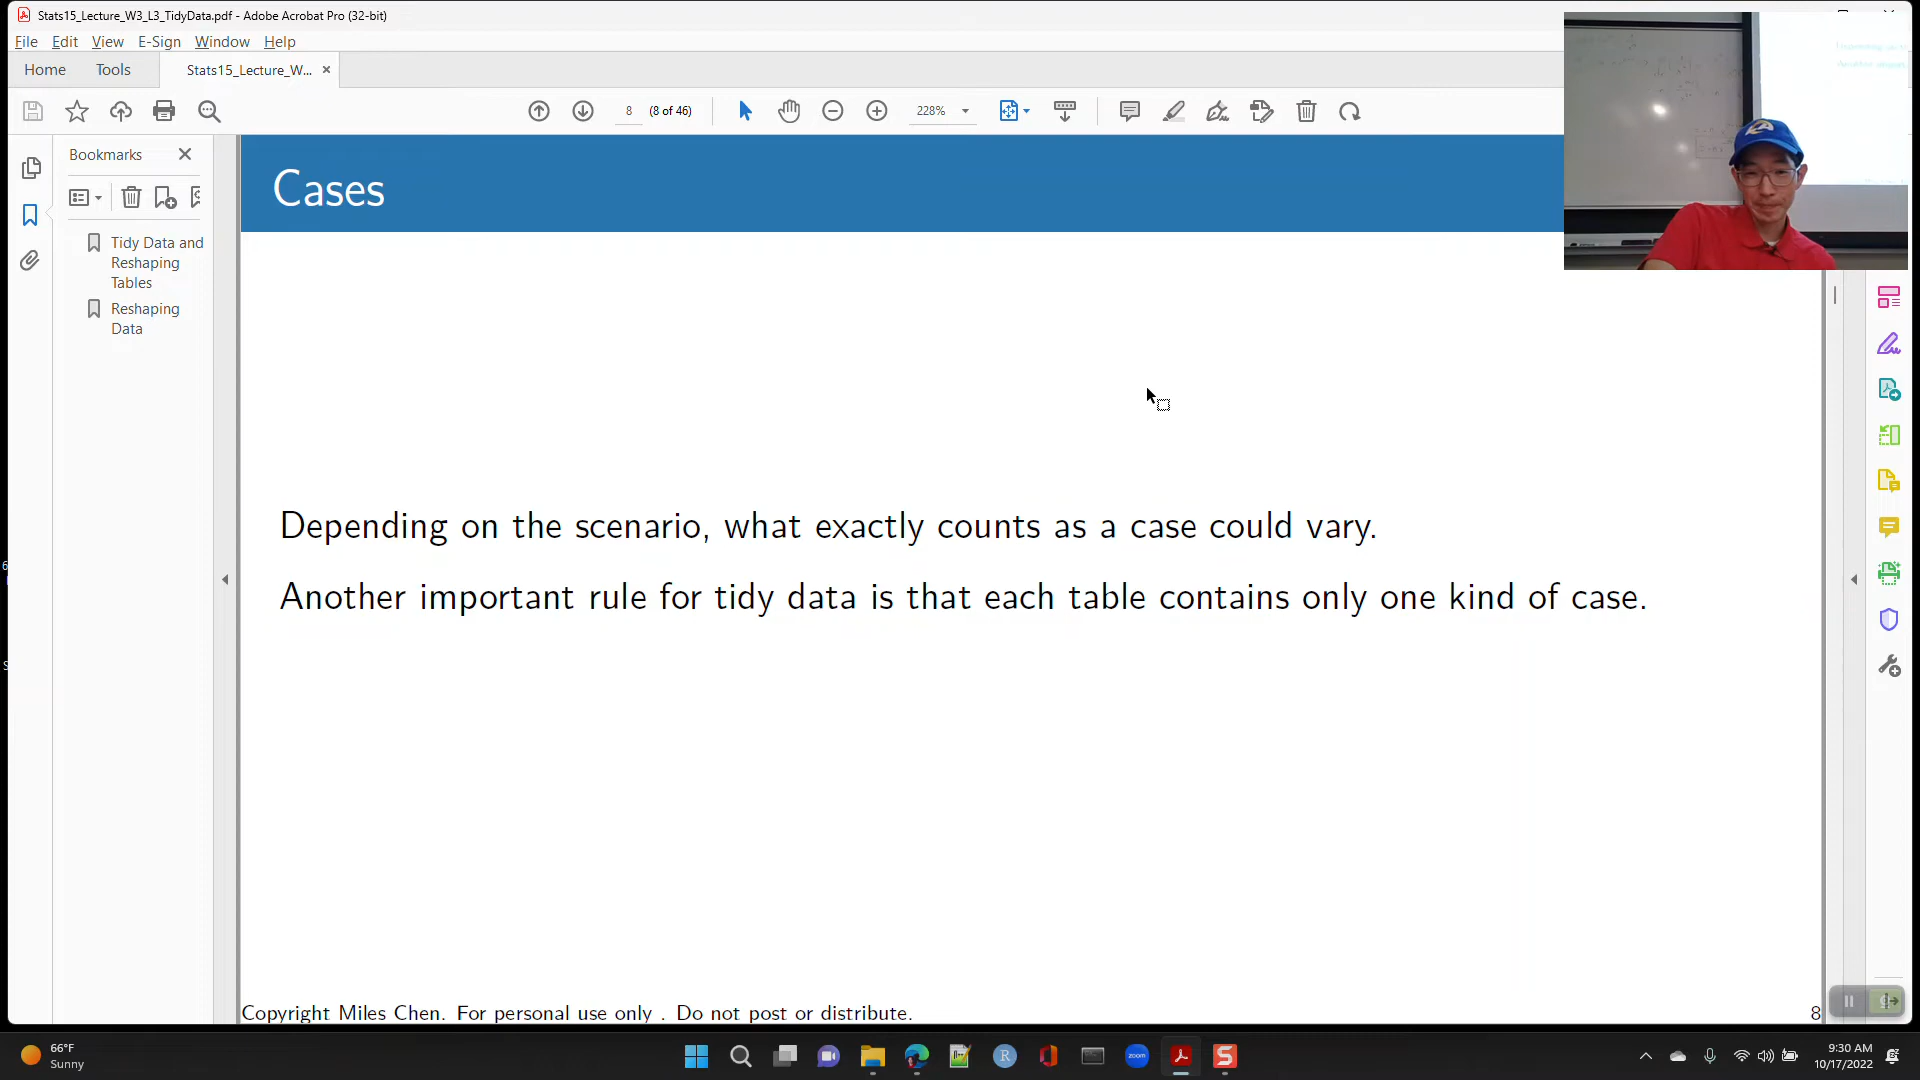 Stats15_Lecture_W3_L3_TidyData.pdf - Adobe Acrobat Pro (32-bit)
File Edit View E-Sign Window Help
Home Tools Stats15_Lecture_W... ×
8 (8 of 46) 228%
Bookmarks
Tidy Data and
Reshaping
Tables
Reshaping
Data
Cases
Depending on the scenario, what exactly counts as a case could vary.
Another important rule for tidy data is that each table contains only one kind of case.
Copyright Miles Chen. For personal use only . Do not post or distribute.
8
66°F
Sunny
zoom
9:30 AM
10/17/2022